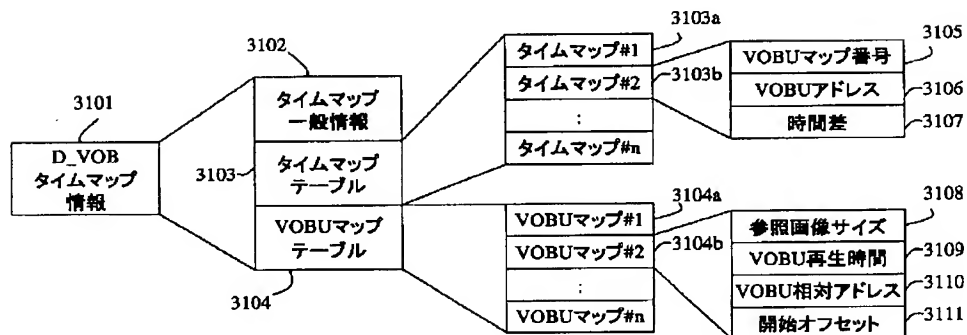 3101
D_VOB
タイムマップ
情報
3102
タイムマップ
一般情報
3103
タイムマップ
テーブル
VOBUマップ
テーブル
3104
3103a
タイムマップ#1
タイムマップ#2
3103b
:
タイムマップ#n
3104a
VOBUマップ#1
VOBUマップ#2
3104b
:
VOBUマップ#n
3105
VOBUマップ番号
VOBUアドレス
3106
時間差
3107
3108
参照画像サイズ
VOBU再生時間
3109
VOBU相対アドレス
3110
開始オフセット
3111